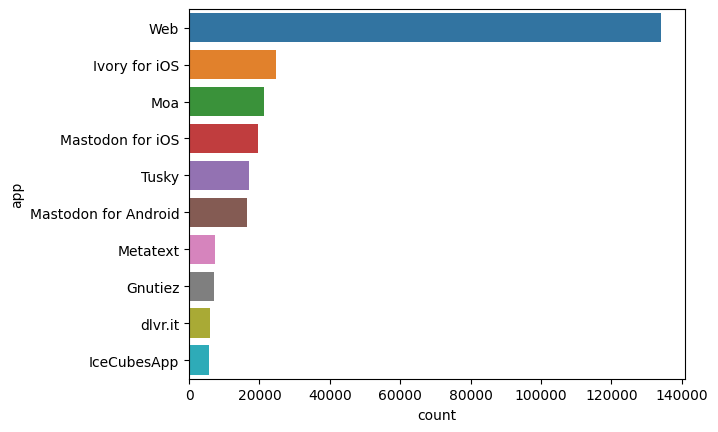 Web
Ivory for iOS
Moa
Mastodon for iOS
Tusky
Mastodon for Android
Metatext
Gnutiez
dlvr.it
IceCubesApp
app
0 20000 40000 60000 80000 100000 120000 140000
count